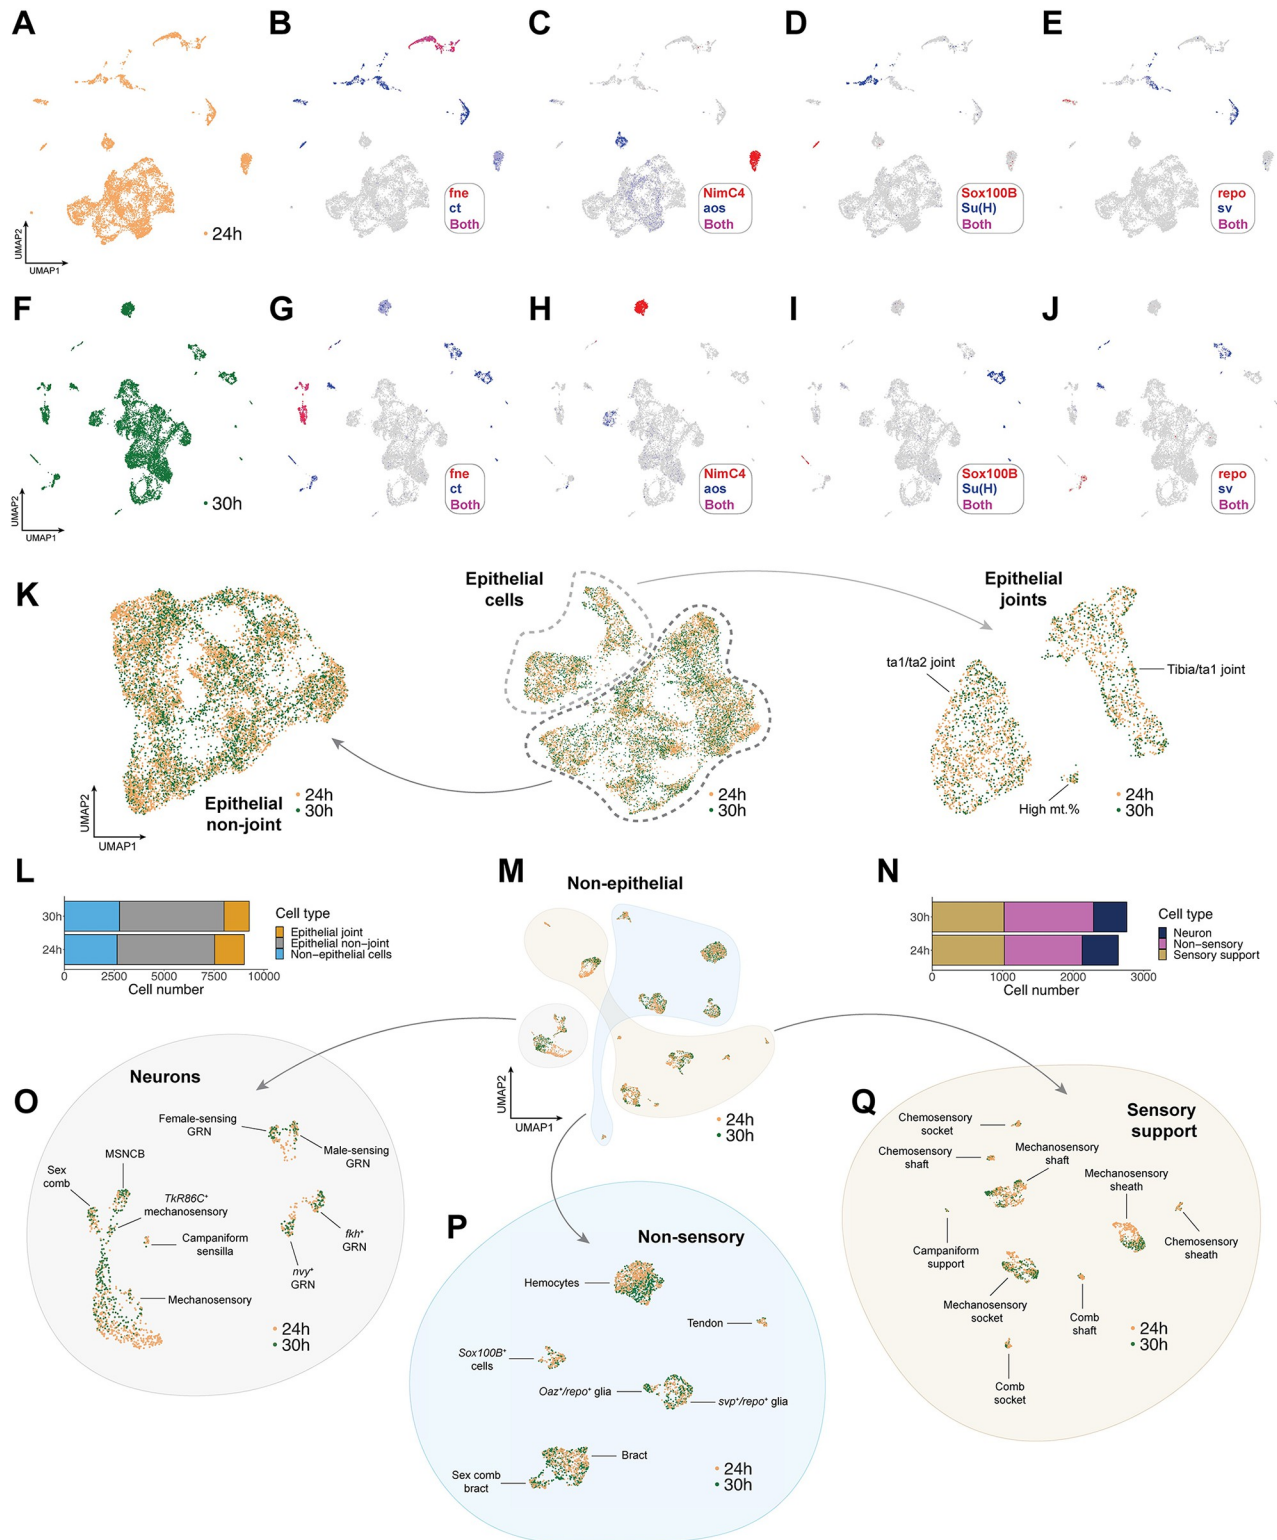 A
B
C
D
E
24h
UMAP2
UMAP1
fne
ct
Both
NimC4
aos
Both
Sox100B
Su(H)
Both
repo
sv
Both
F
G
H
I
J
30h
UMAP2
UMAP1
fne
ct
Both
NimC4
aos
Both
Sox100B
Su(H)
Both
repo
sv
Both
K
Epithelial
cells
Epithelial
joints
ta1/ta2 joint
Tibia/ta1 joint
High mt.%
24h
30h
24h
30h
Epithelial
non-joint
24h
30h
UMAP2
UMAP1
L
30h
24h
0
2500
5000
7500
10000
Cell number
Cell type
Epithelial joint
Epithelial non-joint
Non-epithelial cells
M
Non-epithelial
UMAP2
UMAP1
24h
30h
N
30h
24h
0
1000
2000
3000
Cell number
Cell type
Neuron
Non-sensory
Sensory support
O
Neurons
Female-sensing
GRN
Male-sensing
GRN
MSNCB
Sex
comb
TkR86C+
mechanosensory
Campaniform
sensilla
fkh+
GRN
nvy+
GRN
Mechanosensory
24h
30h
P
Non-sensory
Hemocytes
Tendon
Sox100B+
cells
Oaz+/repo+ glia
svp+/repo+ glia
Bract
Sex comb
bract
24h
30h
Q
Sensory
support
Chemosensory
socket
Chemosensory
shaft
Mechanosensory
shaft
Mechanosensory
sheath
Campaniform
support
Chemosensory
sheath
Mechanosensory
socket
Comb
shaft
Comb
socket
24h
30h